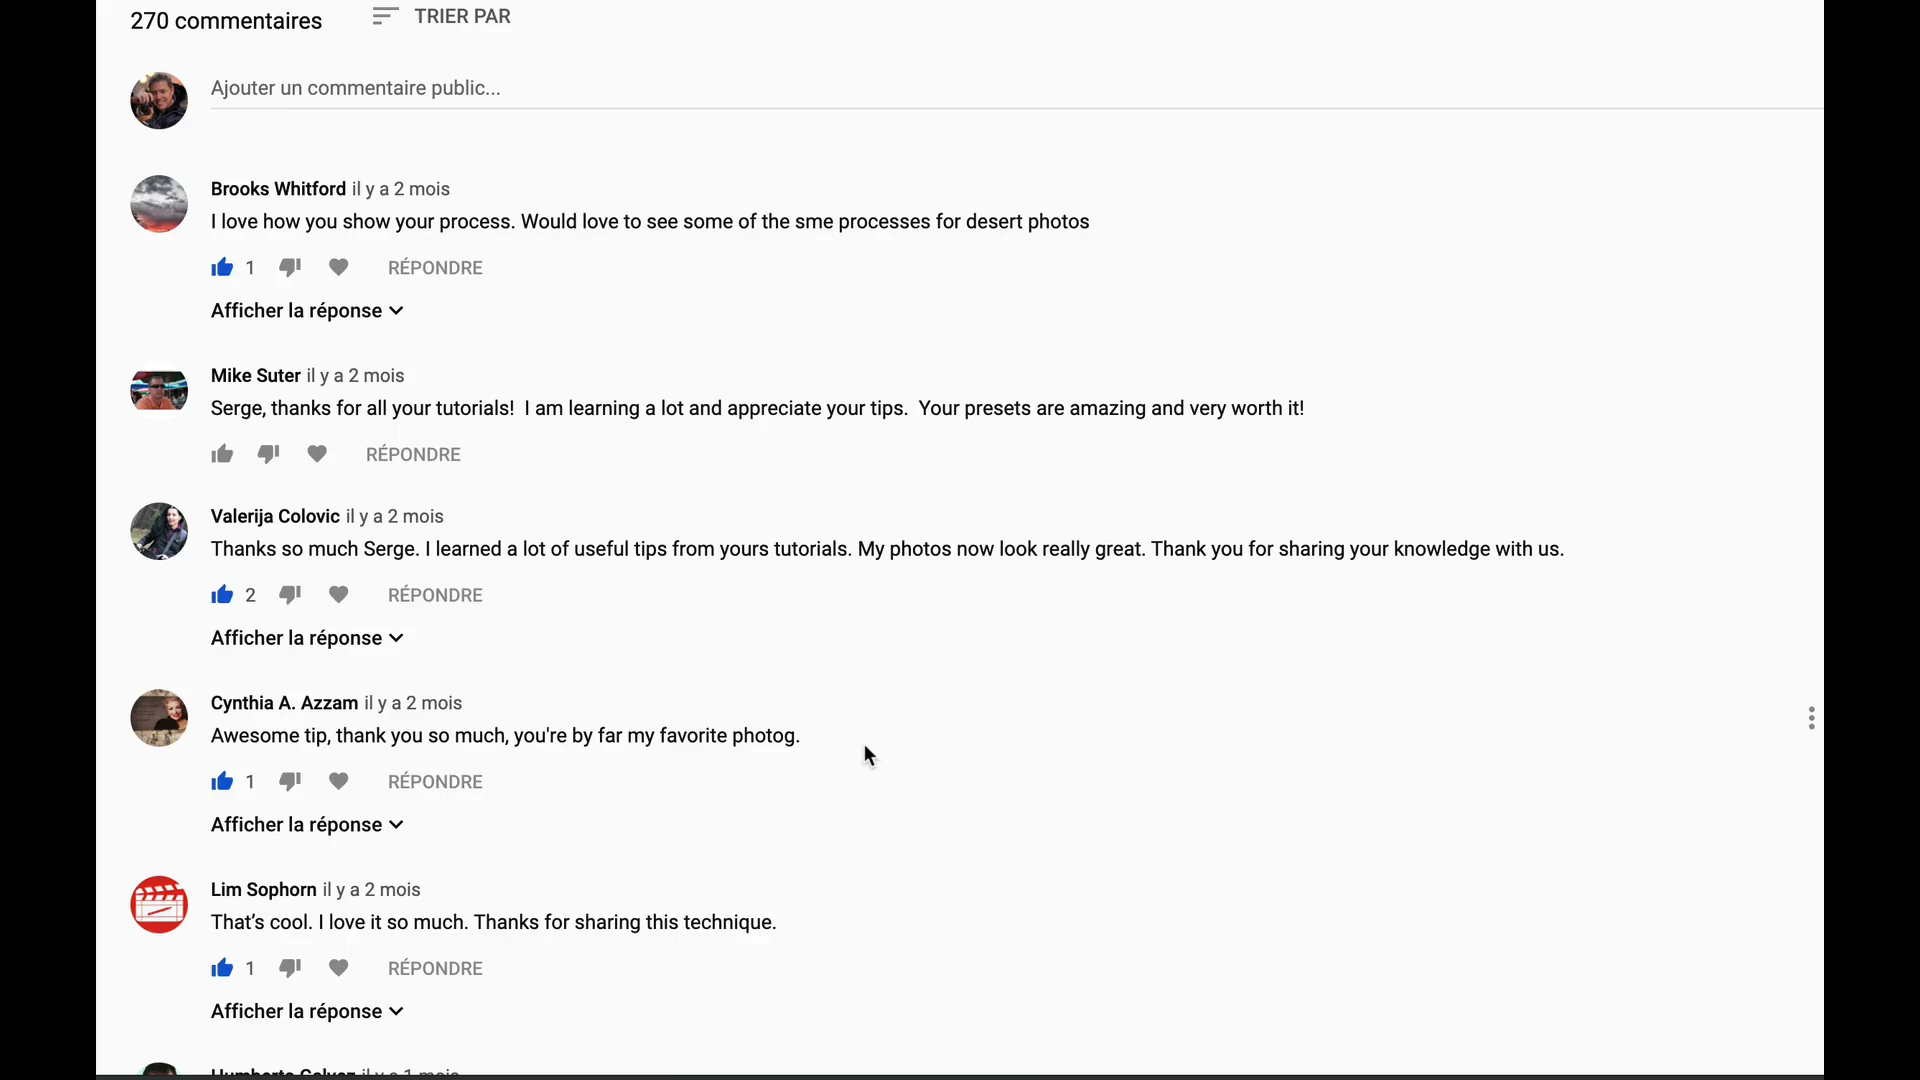 270 commentaires
TRIER PAR
Ajouter un commentaire public...
Brooks Whitford il y a 2 mois
I love how you show your process. Would love to see some of the sme processes for desert photos
1 RÉPONDRE
Afficher la réponse
Mike Suter il y a 2 mois
Serge, thanks for all your tutorials!  I am learning a lot and appreciate your tips.  Your presets are amazing and very worth it!
RÉPONDRE
Valerija Colovic il y a 2 mois
Thanks so much Serge. I learned a lot of useful tips from yours tutorials. My photos now look really great. Thank you for sharing your knowledge with us.
2 RÉPONDRE
Afficher la réponse
Cynthia A. Azzam il y a 2 mois
Awesome tip, thank you so much, you're by far my favorite photog.
1 RÉPONDRE
Afficher la réponse
Lim Sophorn il y a 2 mois
That’s cool. I love it so much. Thanks for sharing this technique.
1 RÉPONDRE
Afficher la réponse
Humberto Galvez il y a 1 mois